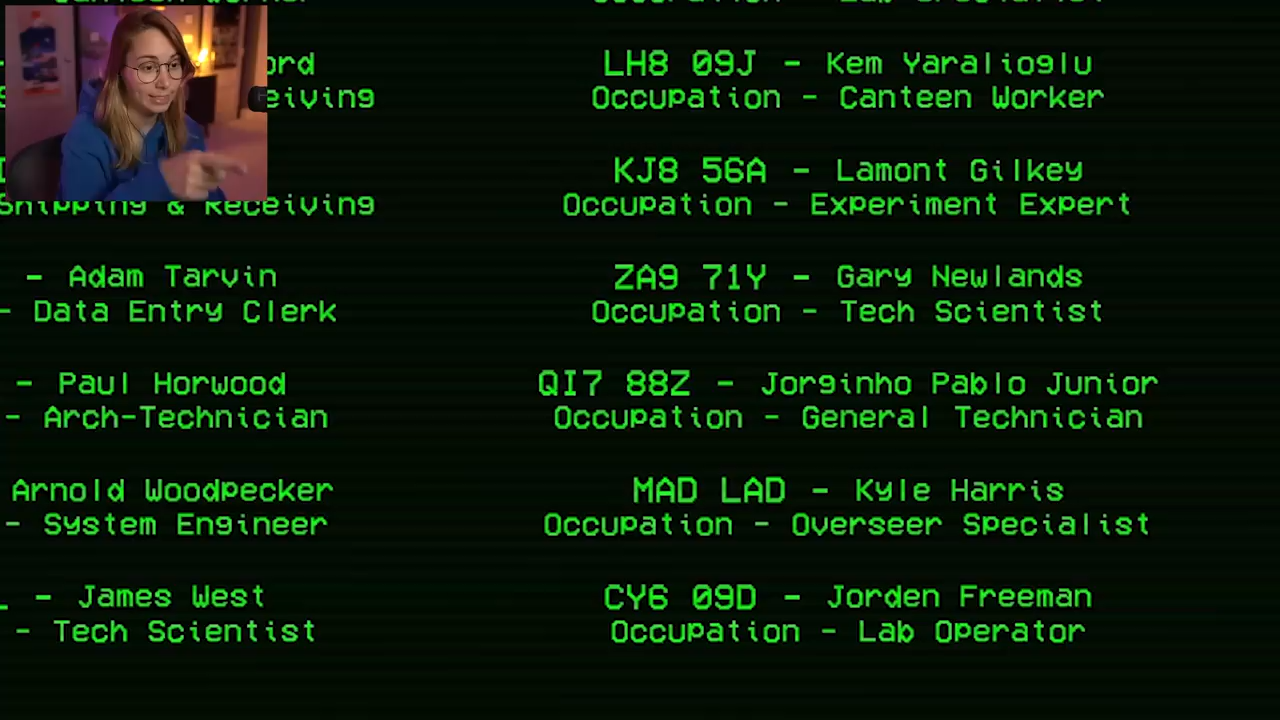 LH8 09J - Kem Yaralioglu
eiving
Occupation - Canteen Worker
KJ8 56A - Lamont Gilkey
Shipping & Receiving
Occupation - Experiment Expert
- Adam Tarvin
- Data Entry Clerk
ZA9 71Y - Gary Newlands
Occupation - Tech Scientist
- Paul Horwood
- Arch-Technician
QI7 88Z - Jorginho Pablo Junior
Occupation - General Technician
Arnold Woodpecker
- System Engineer
MAD LAD - Kyle Harris
Occupation - Overseer Specialist
- James West
- Tech Scientist
CY6 09D - Jorden Freeman
Occupation - Lab Operator